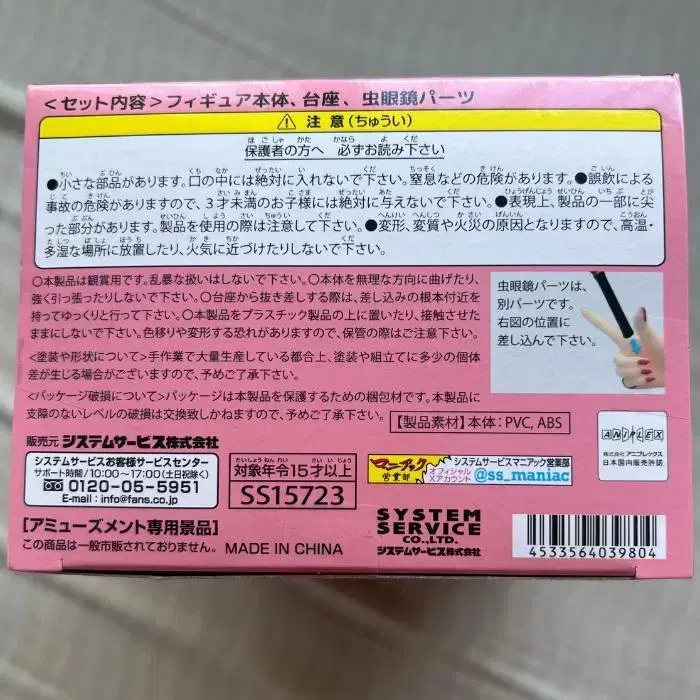 ＜セット内容＞フィギュア本体、台座、虫眼鏡パーツ
⚠ 注意（ちゅうい）
保護者の方へ 必ずお読み下さい
●小さな部品があります。口の中には絶対に入れないで下さい。窒息などの危険があります。●誤飲による
事故の危険がありますので、3才未満のお子様には絶対に与えないで下さい。●表現上、製品の一部に尖
った部分があります。製品を使用の際は注意して下さい。●変形、変質や火災の原因となりますので、高温・
多湿な場所に放置したり、火気に近づけたりしないで下さい。
○本製品は観賞用です。乱暴な扱いはしないで下さい。○本体を無理な方向に曲げたり、
強く引っ張ったりしないで下さい。○台座から抜き差しする際は、差し込みの根本付近を
持ってゆっくりと行って下さい。○本製品をプラスチック製品の上に置いたり、接触させた
ままにしないで下さい。色移りや変形する恐れがありますので、保管の際はご注意下さい。
＜塗装や形状について＞手作業で大量生産している都合上、塗装や組立てに多少の個体
差が生じる場合がございますので、予めご了承下さい。
＜パッケージ破損について＞パッケージは本製品を保護するための梱包材です。本製品に
支障のないレベルの破損は交換致しかねますので、予めご了承下さい。
虫眼鏡パーツは、
別パーツです。
右図の位置に
差し込んで下さい。
【製品素材】本体：PVC, ABS
ANIPLEX
株式会社 アニプレックス
日本国内販売許諾
販売元 システムサービス株式会社
システムサービスお客様サービスセンター
サポート時間／10：00～17：00（土日祝除く）
0120-05-5951
E-mail：info@fans.co.jp
たいしょうねんれい さいいじょう
対象年令15才以上
SS15723
マニアック
営業部
システムサービスマニアック営業部
オフィシャル
Xアカウント
@ss_maniac
【アミューズメント専用景品】
この商品は一般市販されておりません。
MADE IN CHINA
SYSTEM
SERVICE
CO.,LTD.
システムサービス株式会社
4533564039804